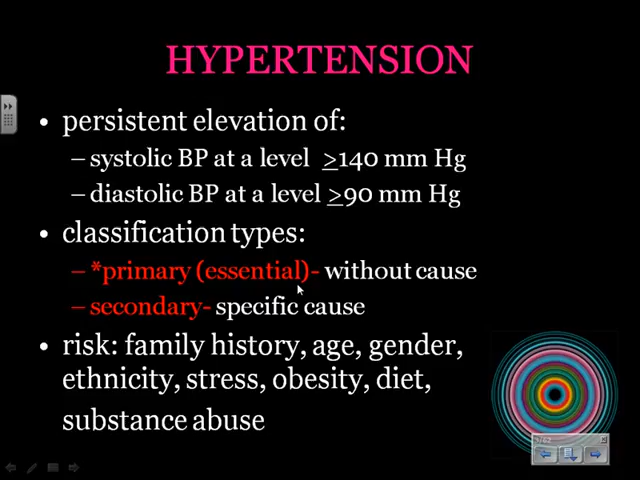 HYPERTENSION
• persistent elevation of:
– systolic BP at a level ≥140 mm Hg
– diastolic BP at a level ≥90 mm Hg
• classification types:
– *primary (essential)- without cause
– secondary- specific cause
• risk: family history, age, gender,
ethnicity, stress, obesity, diet,
substance abuse